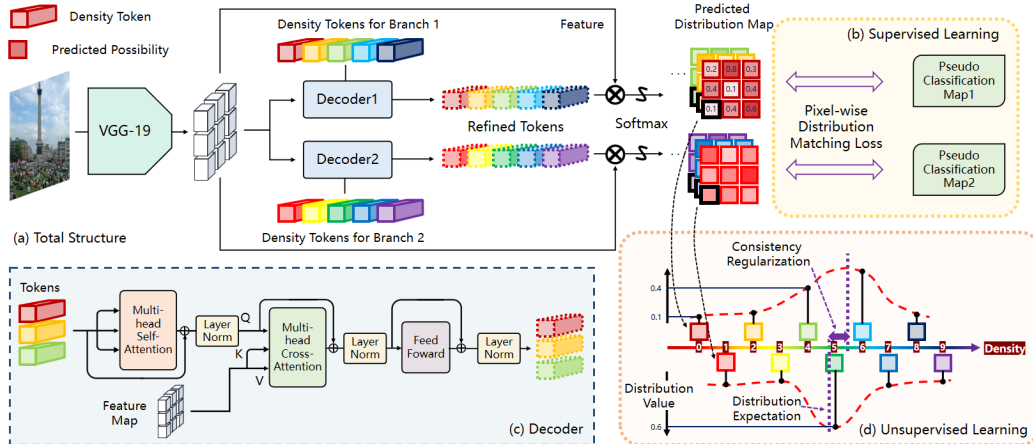 Density Token
Predicted Possibility
Density Tokens for Branch 1
Feature
Predicted
Distribution Map
(b) Supervised Learning
VGG-19
Decoder1
Decoder2
Refined Tokens
Softmax
0.2 0.8 0.3
0.4 0.1 0.4
0.1 0.4 0.6
Pseudo
Classification
Map1
Pixel-wise
Distribution
Matching Loss
Pseudo
Classification
Map2
(a) Total Structure
Density Tokens for Branch 2
Tokens
Multi-
head
Self-
Attention
Layer
Norm
Q
K
V
Multi-
head
Cross-
Attention
Layer
Norm
Feed
Foward
Layer
Norm
Feature
Map
(c) Decoder
Consistency
Regularization
0.4
0.1
0 1 2 3 4 5 6 7 8 9
Density
Distribution
Value
Distribution
Expectation
0.6
(d) Unsupervised Learning